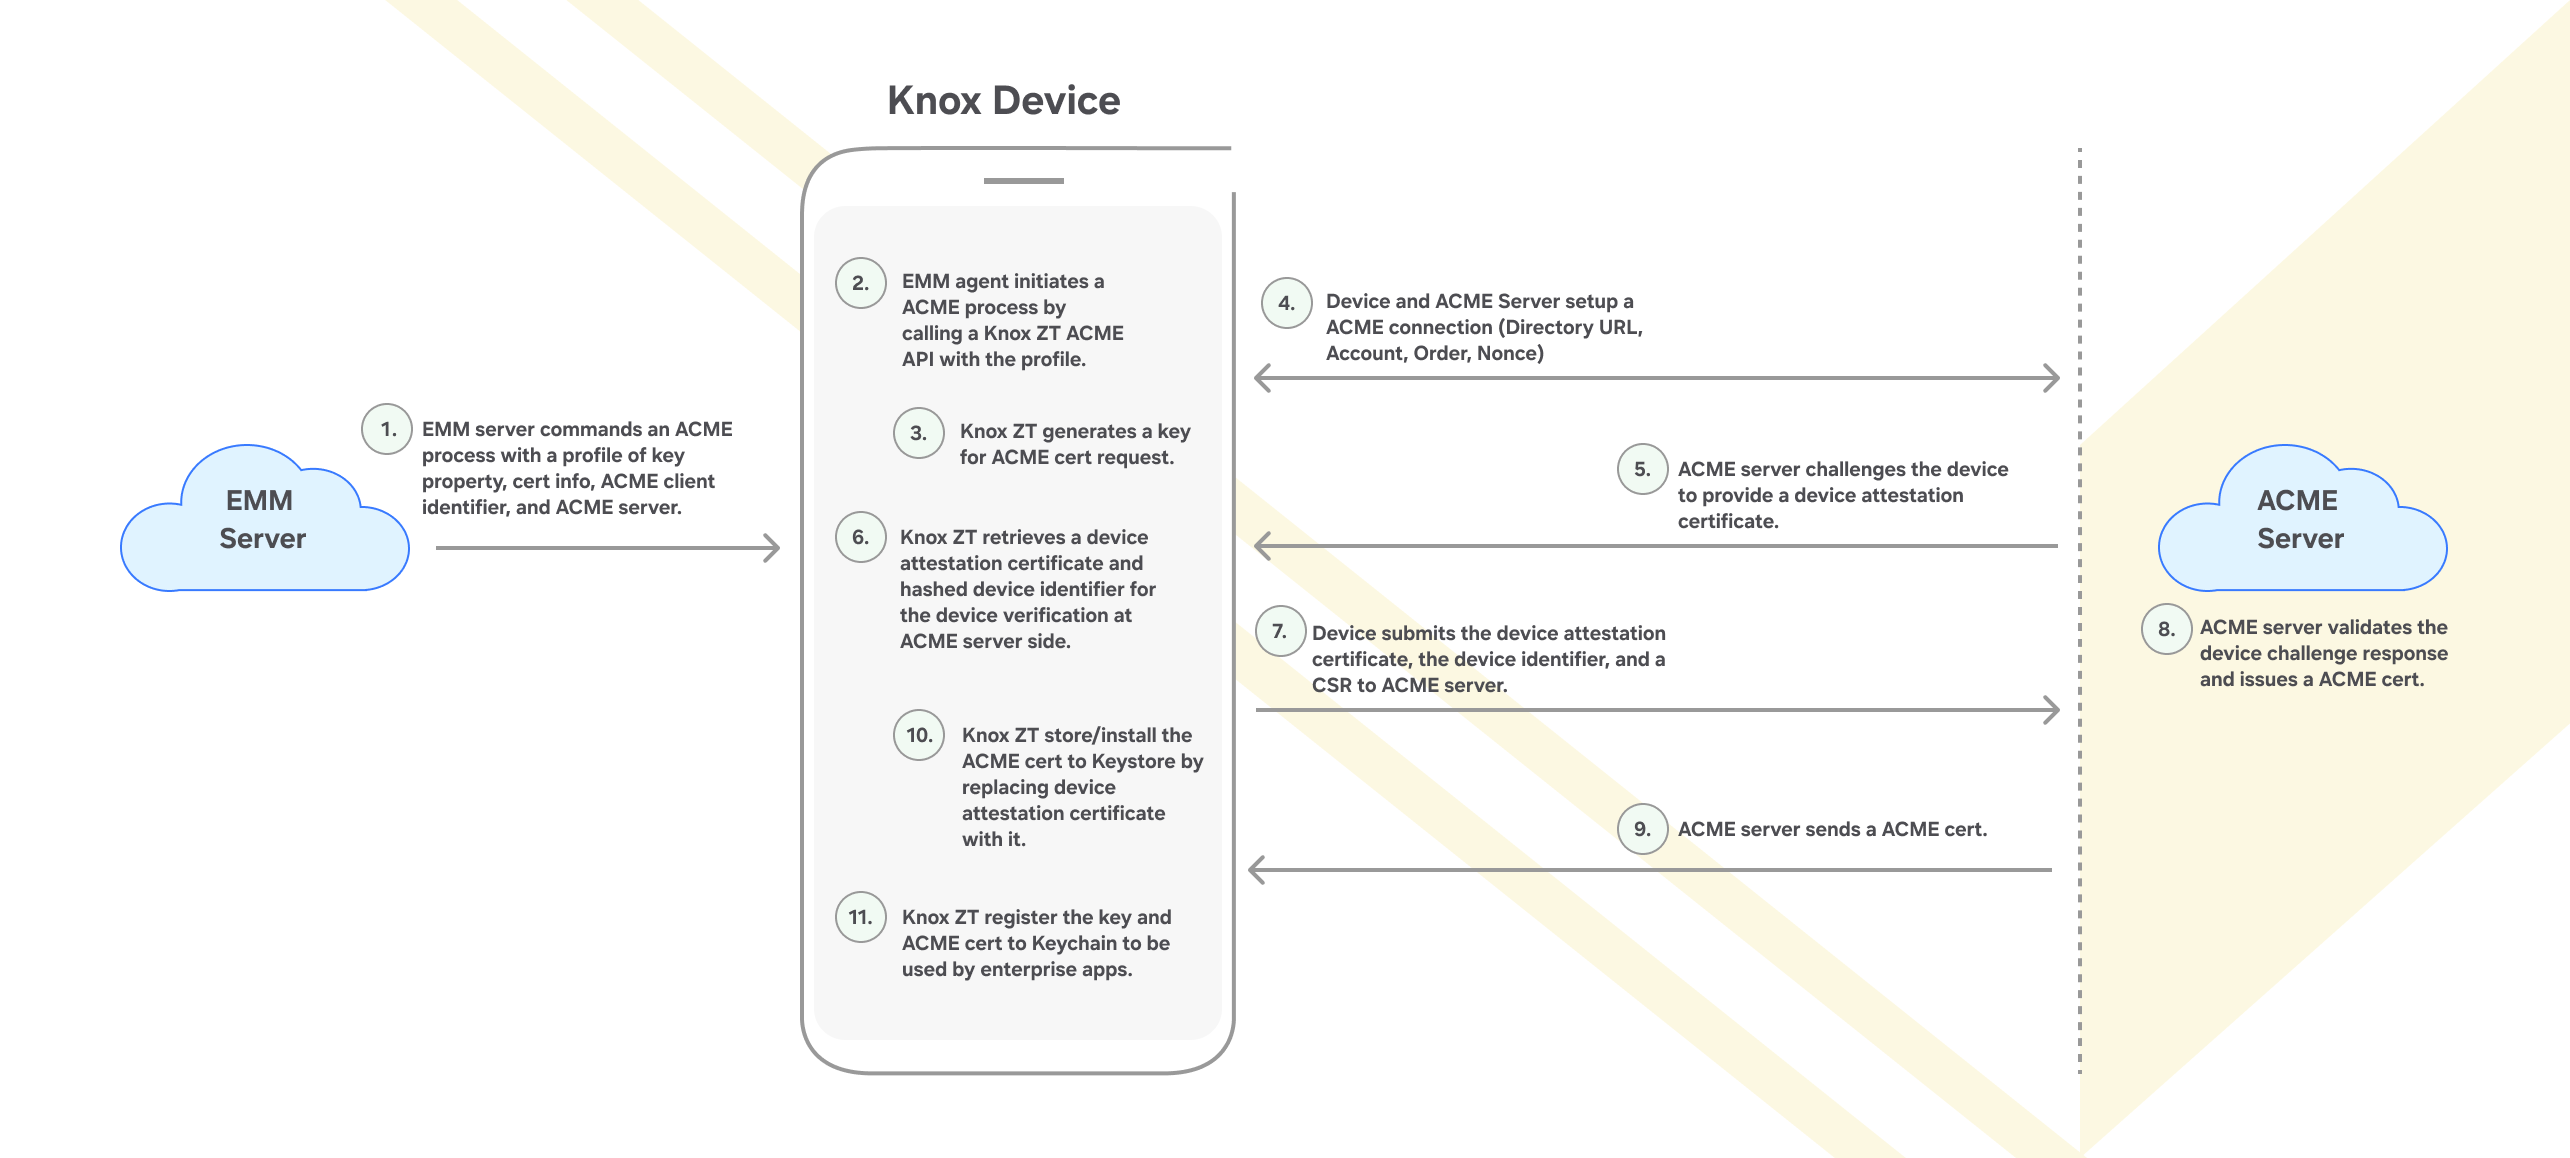 Knox Device
EMM
Server
1.
EMM server commands an ACME
process with a profile of key
property, cert info, ACME client
identifier, and ACME server.
2.
EMM agent initiates a
ACME process by
calling a Knox ZT ACME
API with the profile.
3.
Knox ZT generates a key
for ACME cert request.
4.
Device and ACME Server setup a
ACME connection (Directory URL,
Account, Order, Nonce)
5.
ACME server challenges the device
to provide a device attestation
certificate.
6.
Knox ZT retrieves a device
attestation certificate and
hashed device identifier for
the device verification at
ACME server side.
7.
Device submits the device attestation
certificate, the device identifier, and a
CSR to ACME server.
ACME
Server
8.
ACME server validates the
device challenge response
and issues a ACME cert.
9.
ACME server sends a ACME cert.
10.
Knox ZT store/install the
ACME cert to Keystore by
replacing device
attestation certificate
with it.
11.
Knox ZT register the key and
ACME cert to Keychain to be
used by enterprise apps.